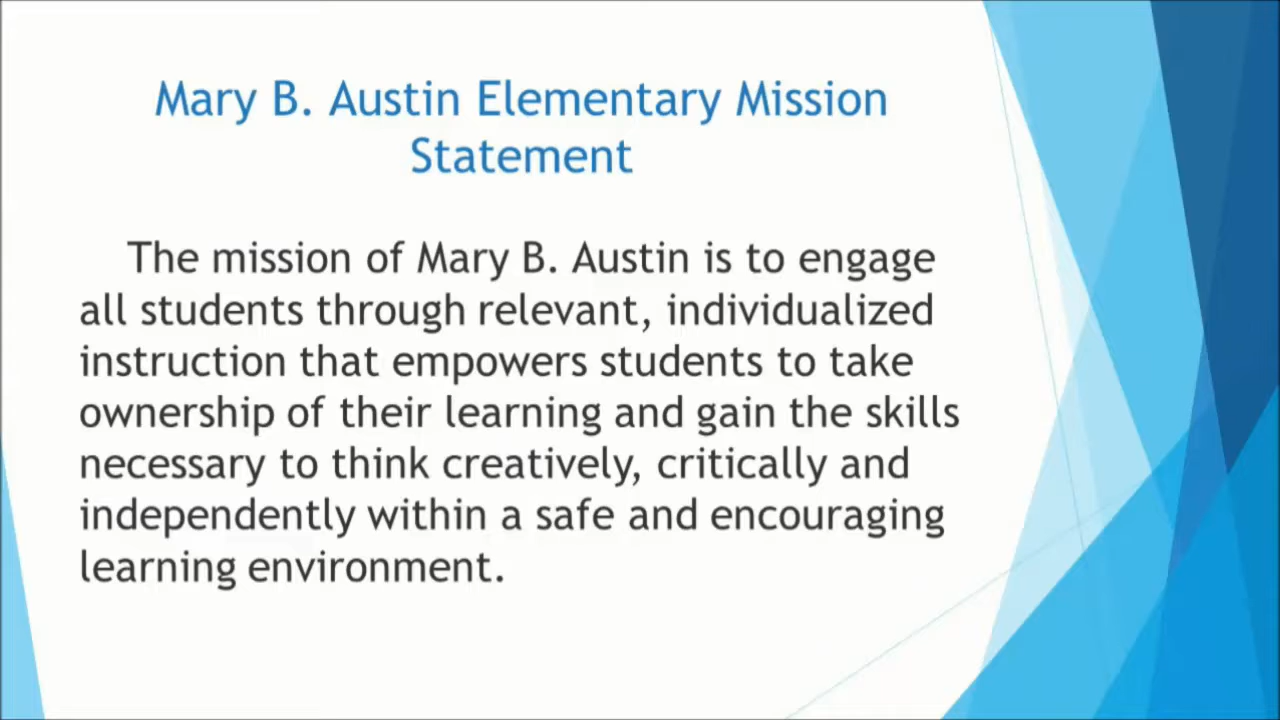 Mary B. Austin Elementary Mission
Statement
The mission of Mary B. Austin is to engage
all students through relevant, individualized
instruction that empowers students to take
ownership of their learning and gain the skills
necessary to think creatively, critically and
independently within a safe and encouraging
learning environment.